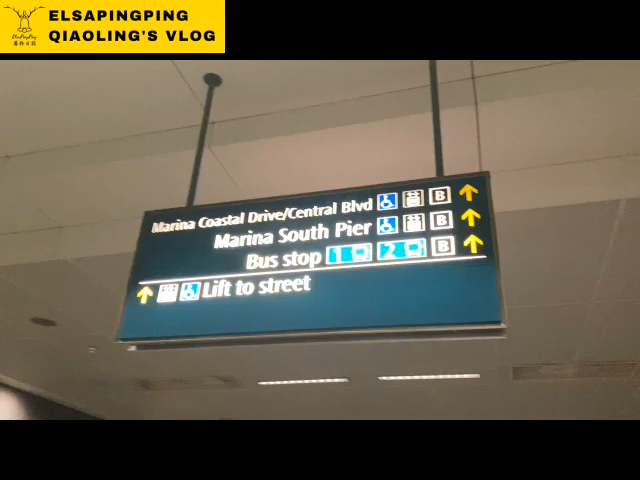 ELSAPINGPING
QIAOLING'S VLOG
Marina Coastal Drive/Central Blvd B
Marina South Pier B
Bus stop 1 2 B
Lift to street